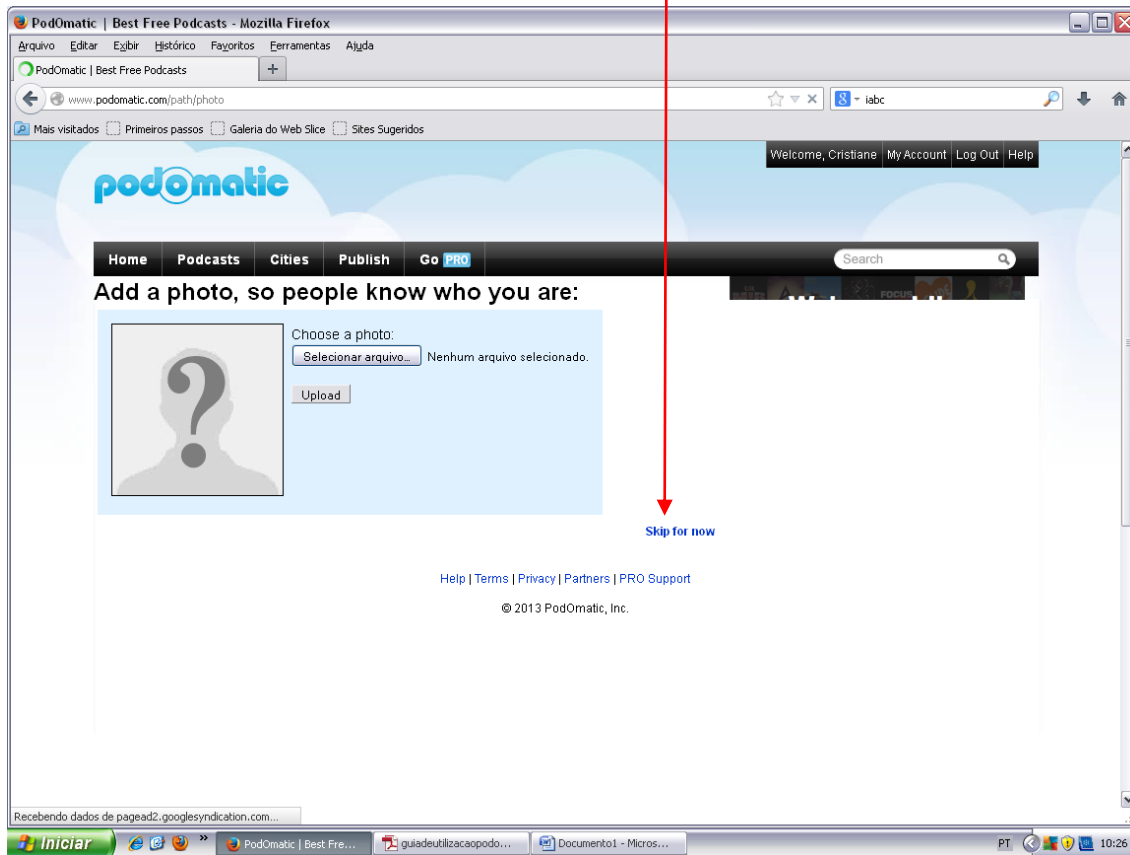 PodOmatic | Best Free Podcasts - Mozilla Firefox
Arquivo Editar Exibir Histórico Favoritos Ferramentas Ajuda
PodOmatic | Best Free Podcasts +
www.podomatic.com/path/photo
8 iabc
Mais visitados Primeiros passos Galeria do Web Slice Sites Sugeridos
Welcome, Cristiane My Account Log Out Help
podomatic
Home Podcasts Cities Publish Go PRO Search
Add a photo, so people know who you are:
FOCUS
Choose a photo:
Selecionar arquivo... Nenhum arquivo selecionado.
Upload
?
Skip for now
Help | Terms | Privacy | Partners | PRO Support
© 2013 PodOmatic, Inc.
Recebendo dados de pagead2.googlesyndication.com...
Iniciar » PodOmatic | Best Fre... guiadeutilizacaopodo... Documento1 - Micros... PT 10:26